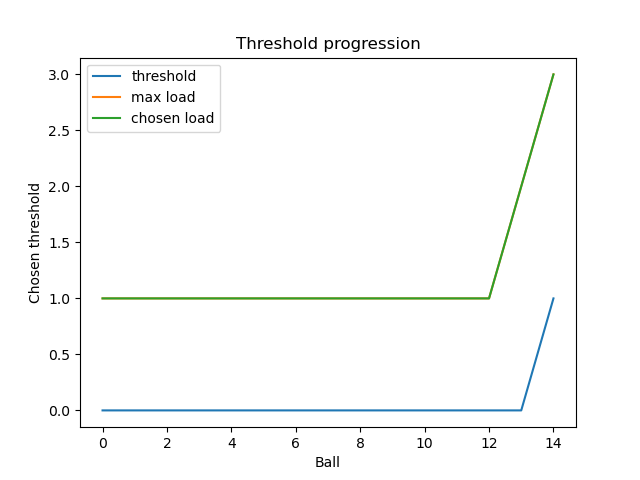 Threshold progression
threshold
max load
chosen load
3.0
2.5
2.0
1.5
1.0
0.5
0.0
Chosen threshold
0 2 4 6 8 10 12 14
Ball